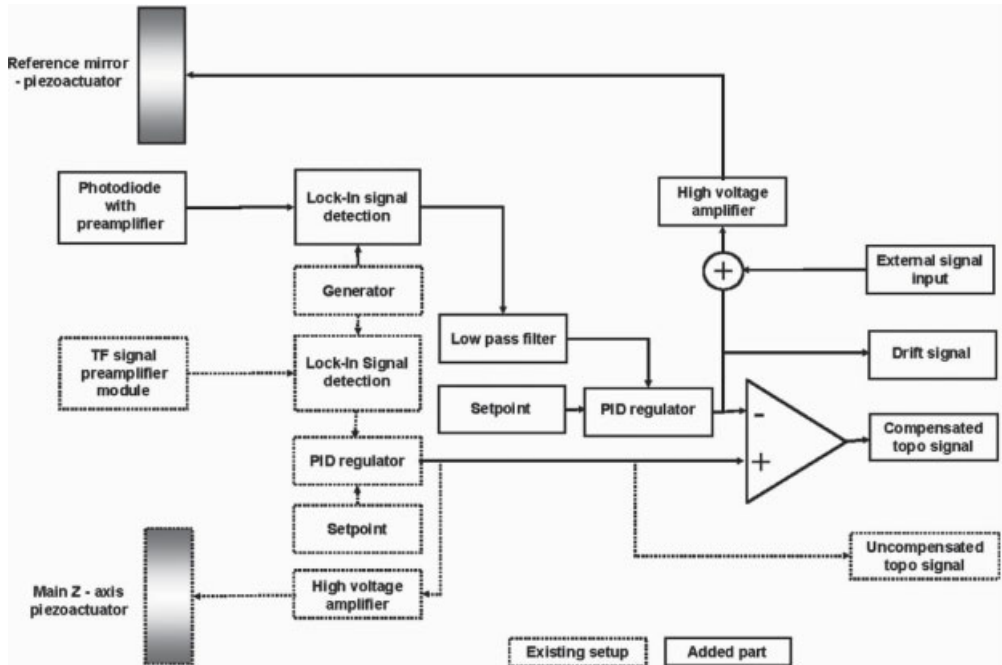 Reference mirror
- piezoactuator
Photodiode
with
preamplifier
Lock-In signal
detection
High voltage
amplifier
+
External signal
input
Generator
Low pass filter
TF signal
preamplifier
module
Lock-In Signal
detection
Drift signal
Setpoint
PID regulator
-
+
Compensated
topo signal
PID regulator
Setpoint
Uncompensated
topo signal
Main Z - axis
piezoactuator
High voltage
amplifier
Existing setup
Added part